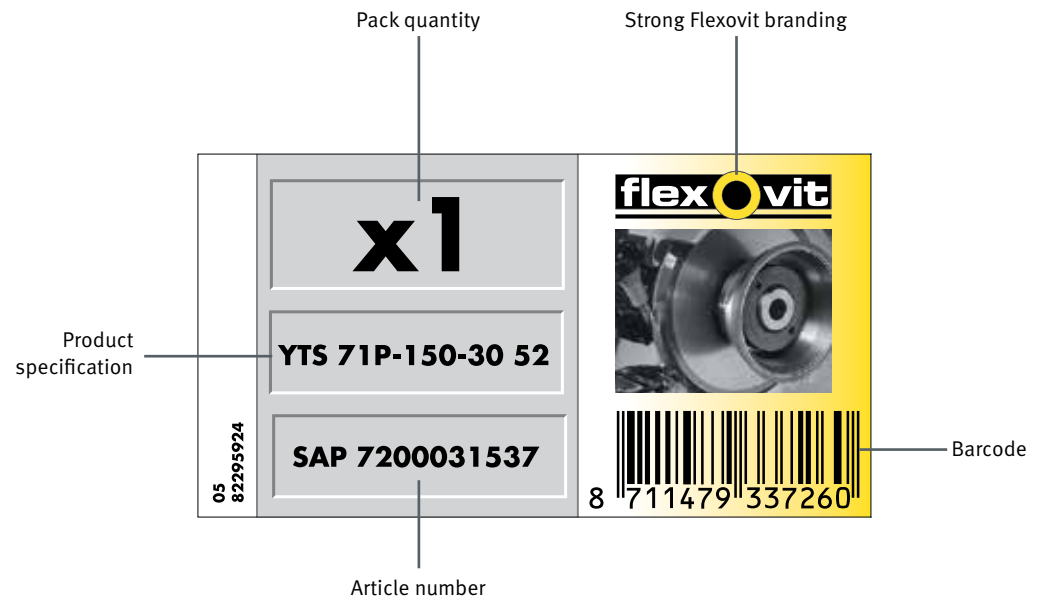 Pack quantity
Strong Flexovit branding
flexovit
x1
Product
specification
YTS 71P-150-30 52
SAP 7200031537
05
82295924
8 711479 337260
Barcode
Article number